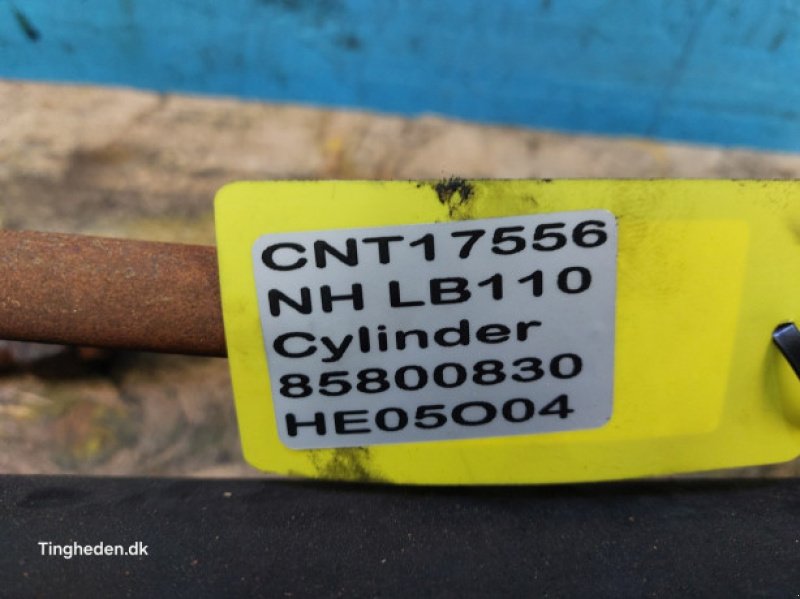 CNT17556
NH LB110
Cylinder
85800830
HE05O04
Tingheden.dk